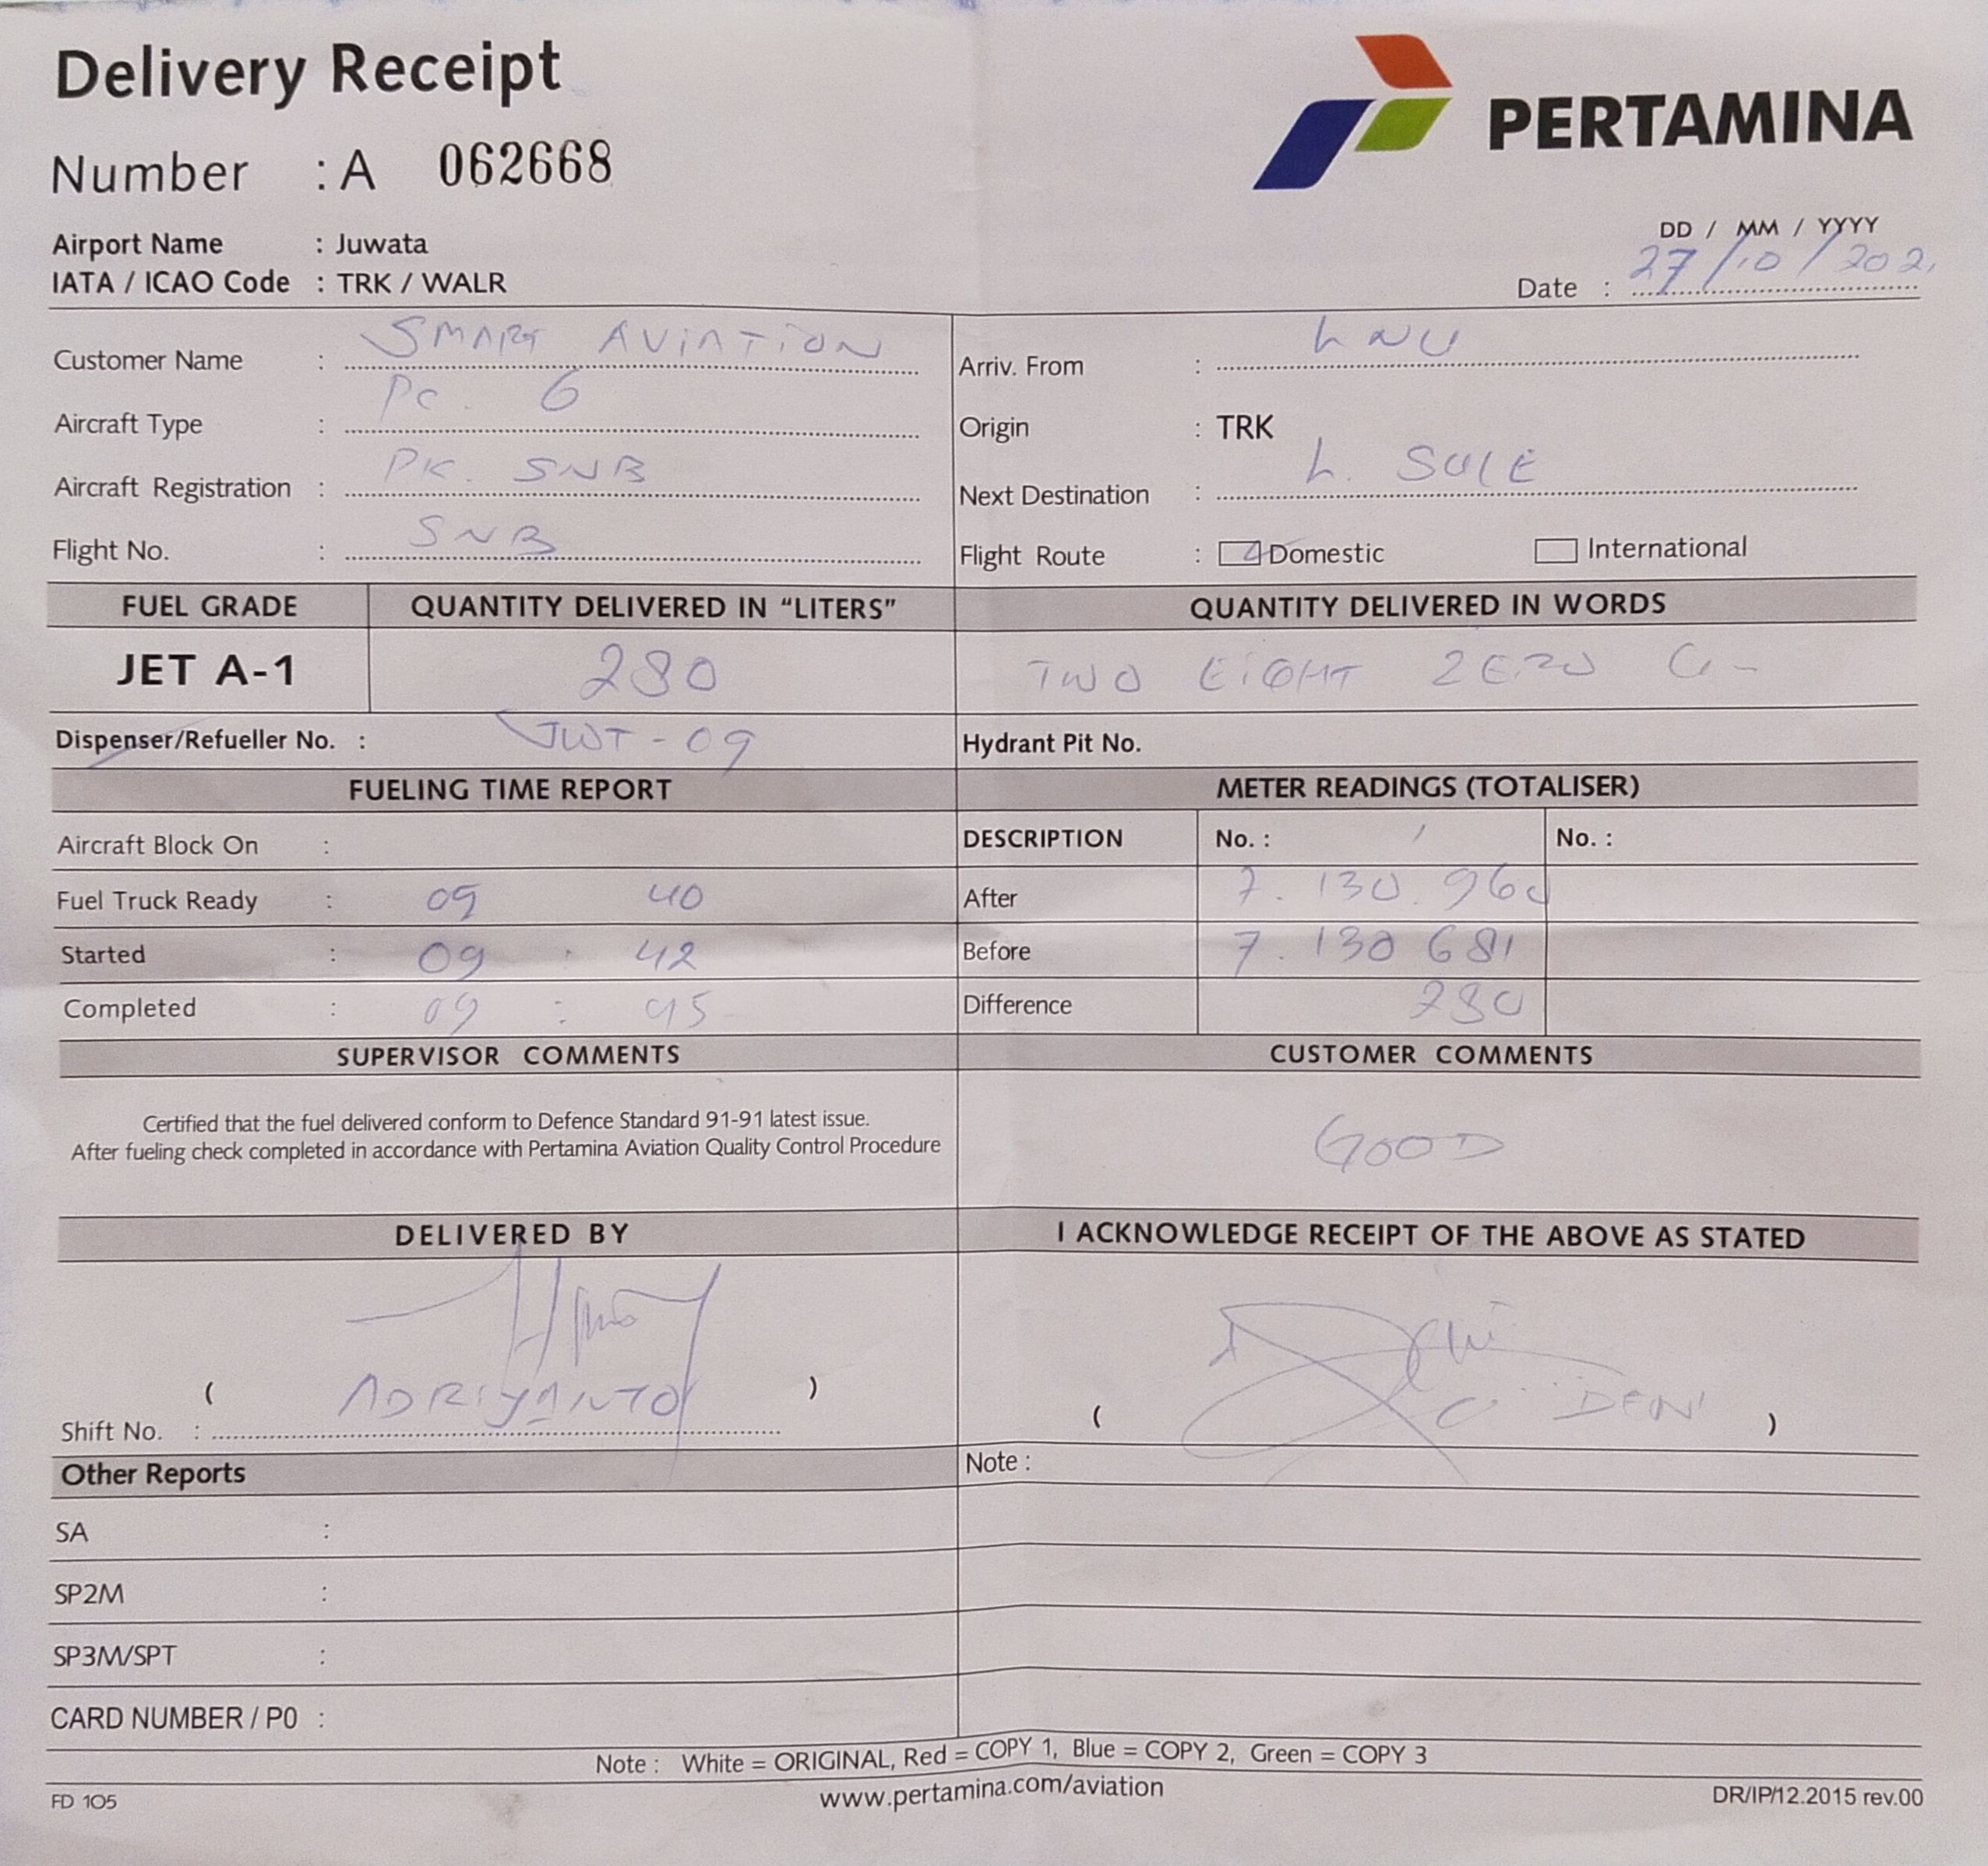 Delivery Receipt
PERTAMINA
Number : A 062668
Airport Name : Juwata
IATA / ICAO Code : TRK / WALR
DD / MM / YYYY
Date : 27/10/202
Customer Name : SMART AVIATION
Arriv. From : LNU
Aircraft Type : PC. 6
Origin : TRK
Aircraft Registration : PK. SNB
Next Destination : L. SULE
Flight No. : SNB
Flight Route : Domestic International
FUEL GRADE QUANTITY DELIVERED IN “LITERS” QUANTITY DELIVERED IN WORDS
JET A-1 280 TWO EIGHT ZERO
Dispenser/Refueller No. : JWT-09 Hydrant Pit No.
FUELING TIME REPORT METER READINGS (TOTALISER)
Aircraft Block On : DESCRIPTION No. : No. :
Fuel Truck Ready : 09 40 After 7.130.960
Started : 09 : 42 Before 7.130 681
Completed : 09 : 45 Difference 280
SUPERVISOR COMMENTS CUSTOMER COMMENTS
Certified that the fuel delivered conform to Defence Standard 91-91 latest issue.
After fueling check completed in accordance with Pertamina Aviation Quality Control Procedure
GOOD
DELIVERED BY I ACKNOWLEDGE RECEIPT OF THE ABOVE AS STATED
( ADRIYANTO ) ( DENI )
Shift No. :
Other Reports Note :
SA :
SP2M :
SP3M/SPT :
CARD NUMBER / P0 :
Note : White = ORIGINAL, Red = COPY 1, Blue = COPY 2, Green = COPY 3
FD 105 www.pertamina.com/aviation DR/IP/12.2015 rev.00